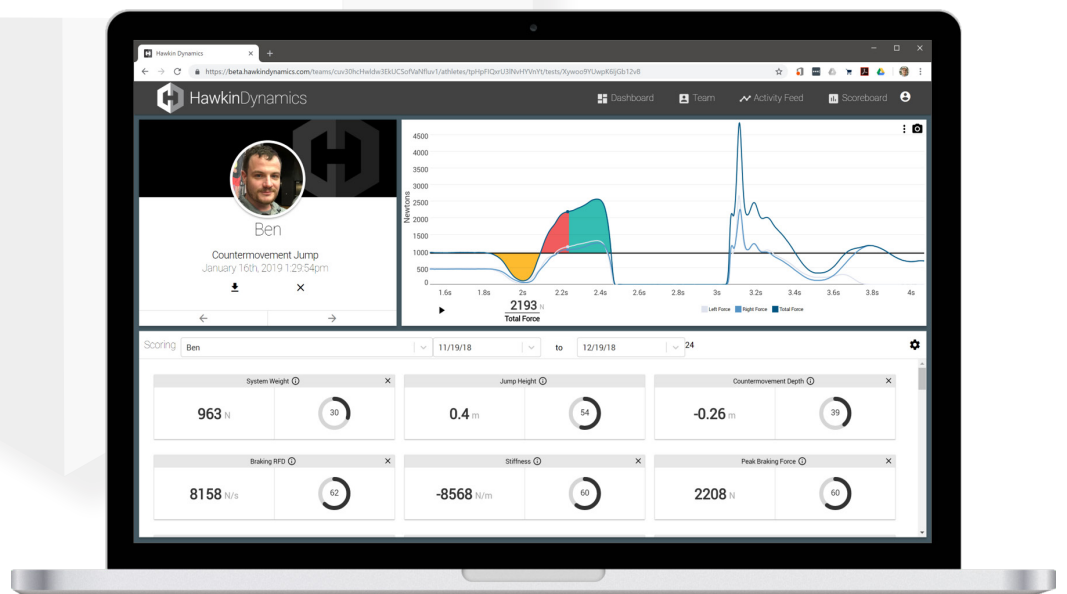 Hawkin Dynamics
https://beta.hawkindynamics.com/teams/
HawkinDynamics
Dashboard
Team
Activity Feed
Scoreboard
Ben
Countermovement Jump
January 16th, 2019 1:29:54pm
Newtons
4500
4000
3500
3000
2500
2000
1500
1000
500
0
1.6s 1.8s 2s 2.2s 2.4s 2.6s 2.8s 3s 3.2s 3.4s 3.6s 3.8s 4s
2193 N
Total Force
Left Force Right Force Total Force
Scoring Ben 11/19/18 to 12/19/18 24
System Weight Jump Height Countermovement Depth
963 N 30 0.4 m 54 -0.26 m 39
Braking RFD Stiffness Peak Braking Force
8158 N/s 62 -8568 N/m 60 2208 N 60